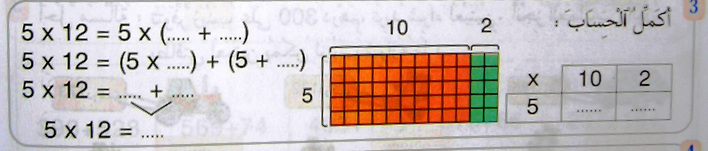 3
أكمل الحساب :
5 x 12 = 5 x (..... + .....)
5 x 12 = (5 x .....) + (5 + .....)
5 x 12 = ..... + .....
5 x 12 = .....
10 2
5
x 10 2
5 ...... ......